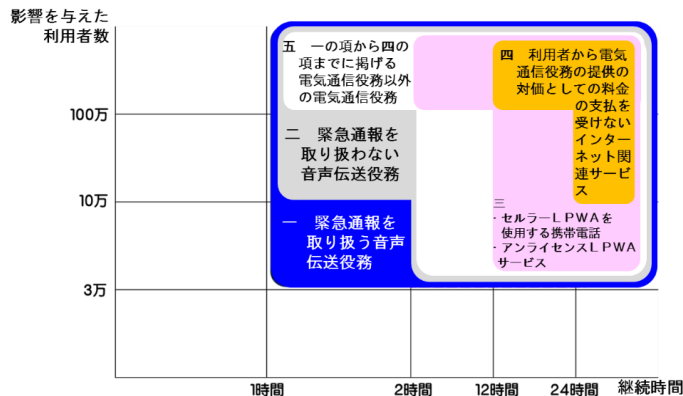 影響を与えた
利用者数
五　一の項から四の
項までに掲げる
電気通信役務以外
の電気通信役務
四　利用者から電気
通信役務の提供の
対価としての料金
の支払を
受けない
インター
ネット関
連サービ
ス
100万
二　緊急通報を
取り扱わない
音声伝送役務
10万
一　緊急通報を
取り扱う音声
伝送役務
三
・セルラーLPWAを
使用する携帯電話
・アンライセンスLPWA
サービス
3万
1時間
2時間
12時間
24時間
継続時間